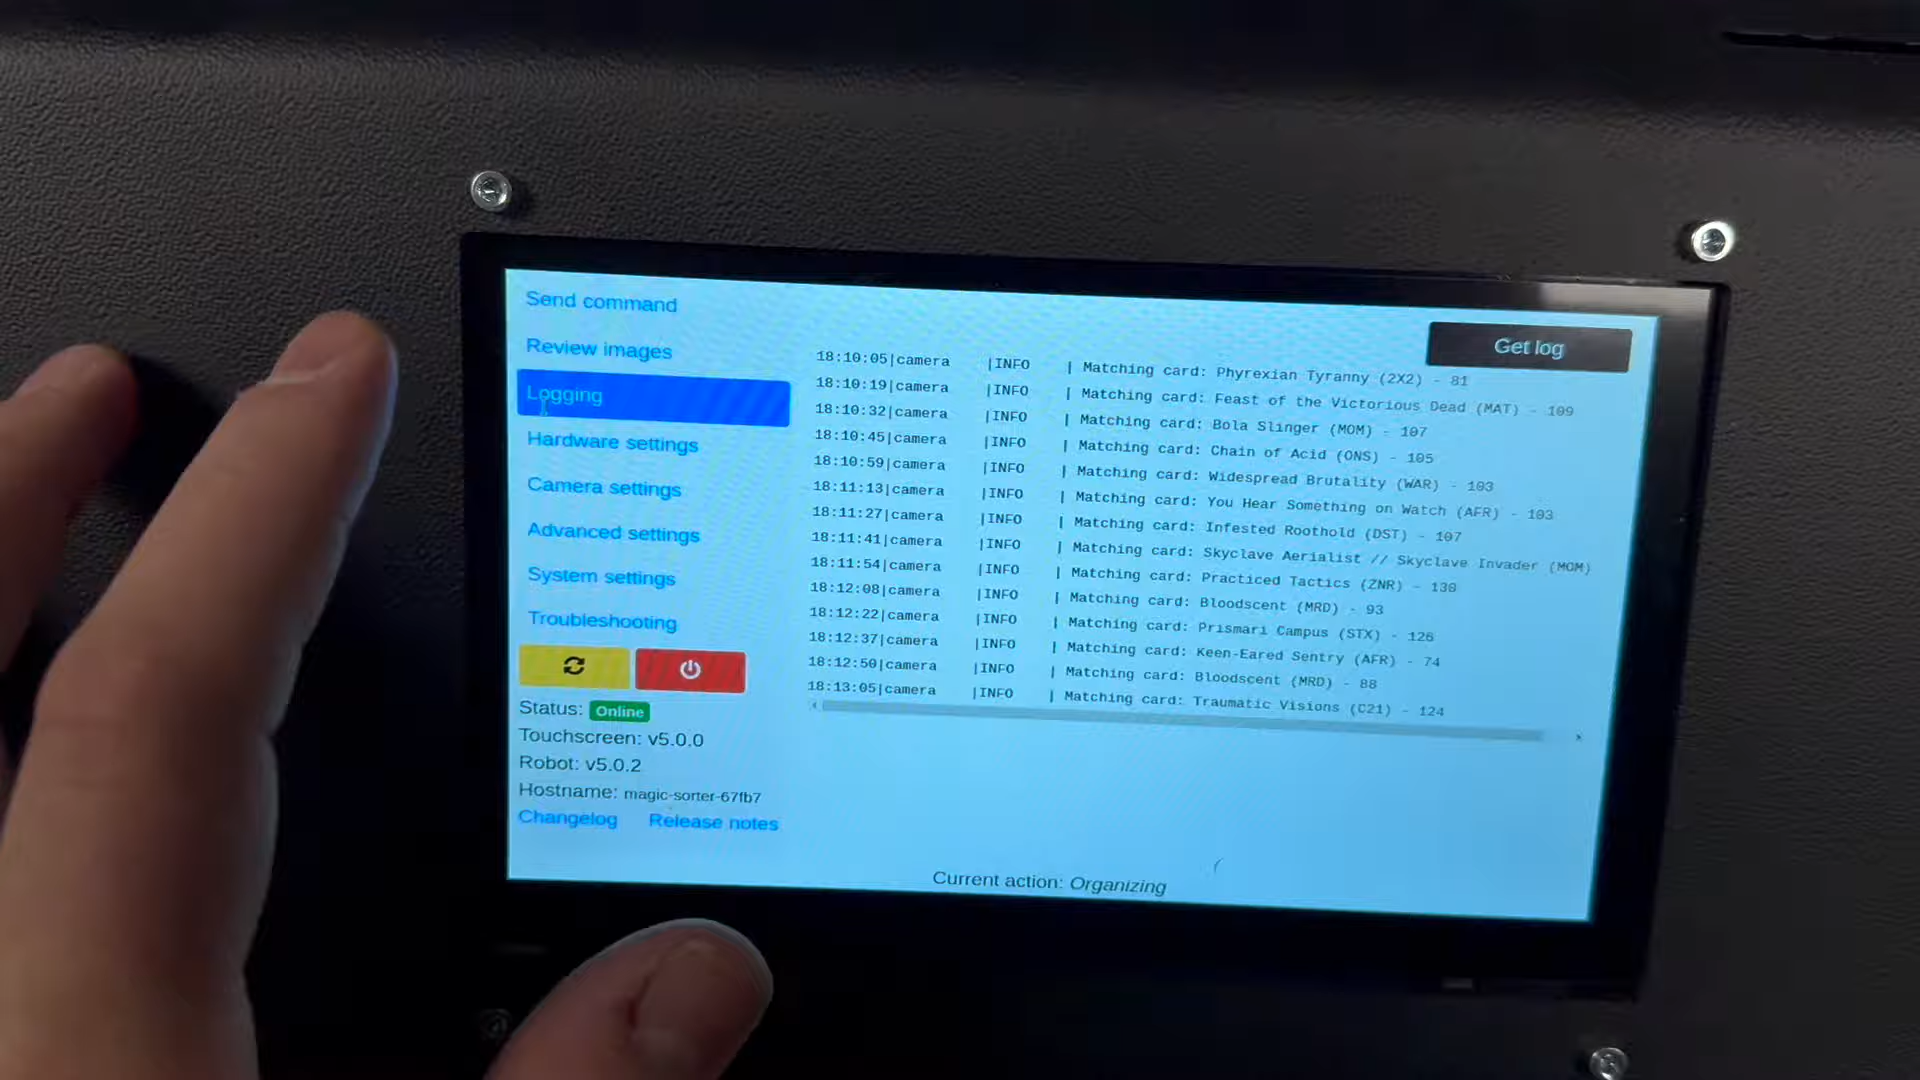 Send command
Review images
Logging
Hardware settings
Camera settings
Advanced settings
System settings
Troubleshooting
Status: Online
Touchscreen: v5.0.0
Robot: v5.0.2
Hostname: magic-sorter-67fb7
Changelog Release notes
Get log
18:10:05|camera |INFO | Matching card: Phyrexian Tyranny (2X2) - 81
18:10:19|camera |INFO | Matching card: Feast of the Victorious Dead (MAT) - 109
18:10:32|camera |INFO | Matching card: Bola Slinger (MOM) - 107
18:10:45|camera |INFO | Matching card: Chain of Acid (ONS) - 105
18:10:59|camera |INFO | Matching card: Widespread Brutality (WAR) - 103
18:11:13|camera |INFO | Matching card: You Hear Something on Watch (AFR) - 103
18:11:27|camera |INFO | Matching card: Infested Roothold (DST) - 107
18:11:41|camera |INFO | Matching card: Skyclave Aerialist // Skyclave Invader (MOM)
18:11:54|camera |INFO | Matching card: Practiced Tactics (ZNR) - 130
18:12:08|camera |INFO | Matching card: Bloodscent (MRD) - 93
18:12:22|camera |INFO | Matching card: Prismari Campus (STX) - 126
18:12:37|camera |INFO | Matching card: Keen-Eared Sentry (AFR) - 74
18:12:50|camera |INFO | Matching card: Bloodscent (MRD) - 88
18:13:05|camera |INFO | Matching card: Traumatic Visions (C21) - 124
Current action: Organizing